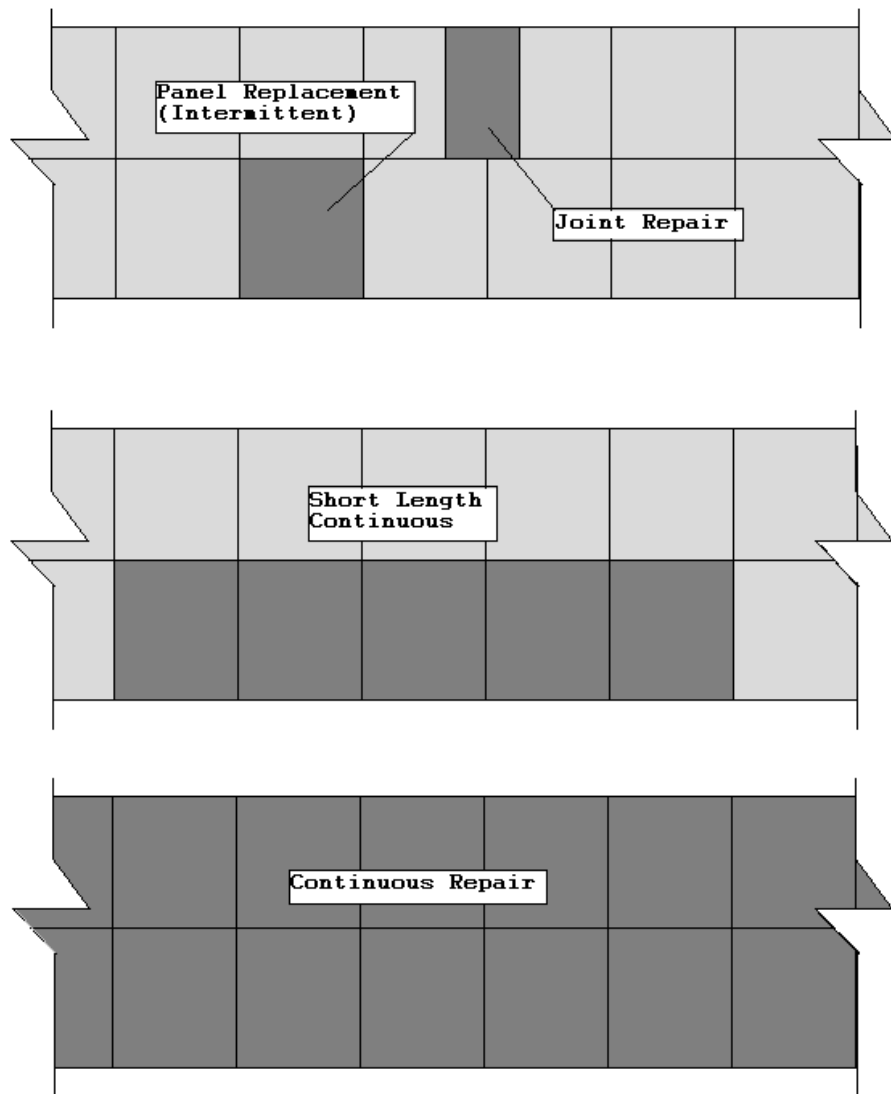 Panel Replacement
(Intermittent)
Joint Repair
Short Length
Continuous
Continuous Repair